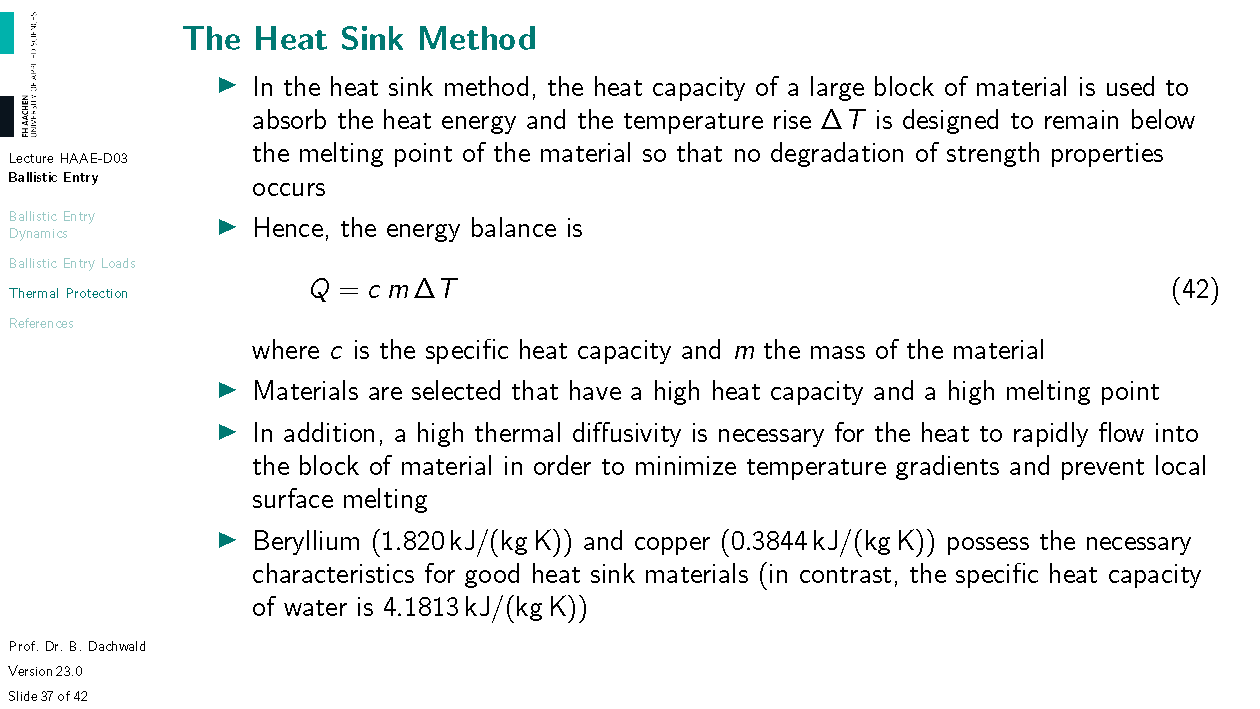 FH AACHEN
UNIVERSITY OF APPLIED SCIENCES
Lecture HAAE-D03
Ballistic Entry
Ballistic Entry
Dynamics
Ballistic Entry Loads
Thermal Protection
References
Prof. Dr. B. Dachwald
Version 23.0
Slide 37 of 42
The Heat Sink Method
▶ In the heat sink method, the heat capacity of a large block of material is used to
absorb the heat energy and the temperature rise ΔT is designed to remain below
the melting point of the material so that no degradation of strength properties
occurs
▶ Hence, the energy balance is
Q = c m ΔT (42)
where c is the specific heat capacity and m the mass of the material
▶ Materials are selected that have a high heat capacity and a high melting point
▶ In addition, a high thermal diffusivity is necessary for the heat to rapidly flow into
the block of material in order to minimize temperature gradients and prevent local
surface melting
▶ Beryllium (1.820 kJ/(kg K)) and copper (0.3844 kJ/(kg K)) possess the necessary
characteristics for good heat sink materials (in contrast, the specific heat capacity
of water is 4.1813 kJ/(kg K))